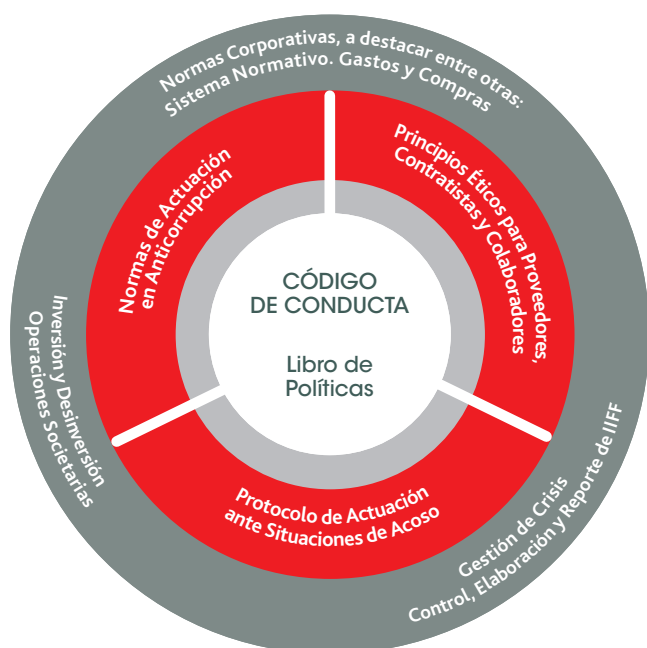 Normas Corporativas, a destacar entre otras:
Sistema Normativo. Gastos y Compras
Normas de Actuación
en Anticorrupción
Principios Éticos para Proveedores,
Contratistas y Colaboradores
CÓDIGO
DE CONDUCTA
Libro de
Políticas
Inversión y Desinversión
Operaciones Societarias
Protocolo de Actuación
ante Situaciones de Acoso
Gestión de Crisis
Control, Elaboración y Reporte de IIFF